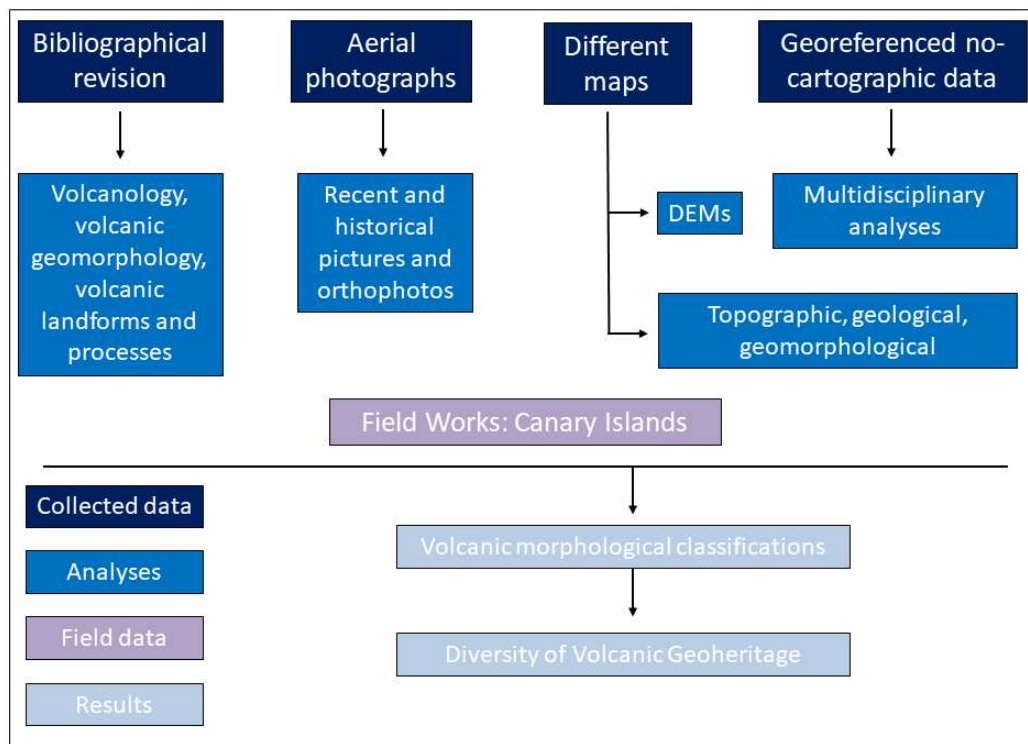 Bibliographical
revision
Aerial
photographs
Different
maps
Georeferenced no-
cartographic data
Volcanology,
volcanic
geomorphology,
volcanic
landforms and
processes
Recent and
historical
pictures and
orthophotos
DEMs
Multidisciplinary
analyses
Topographic, geological,
geomorphological
Field Works: Canary Islands
Collected data
Analyses
Field data
Results
Volcanic morphological classifications
Diversity of Volcanic Geoheritage